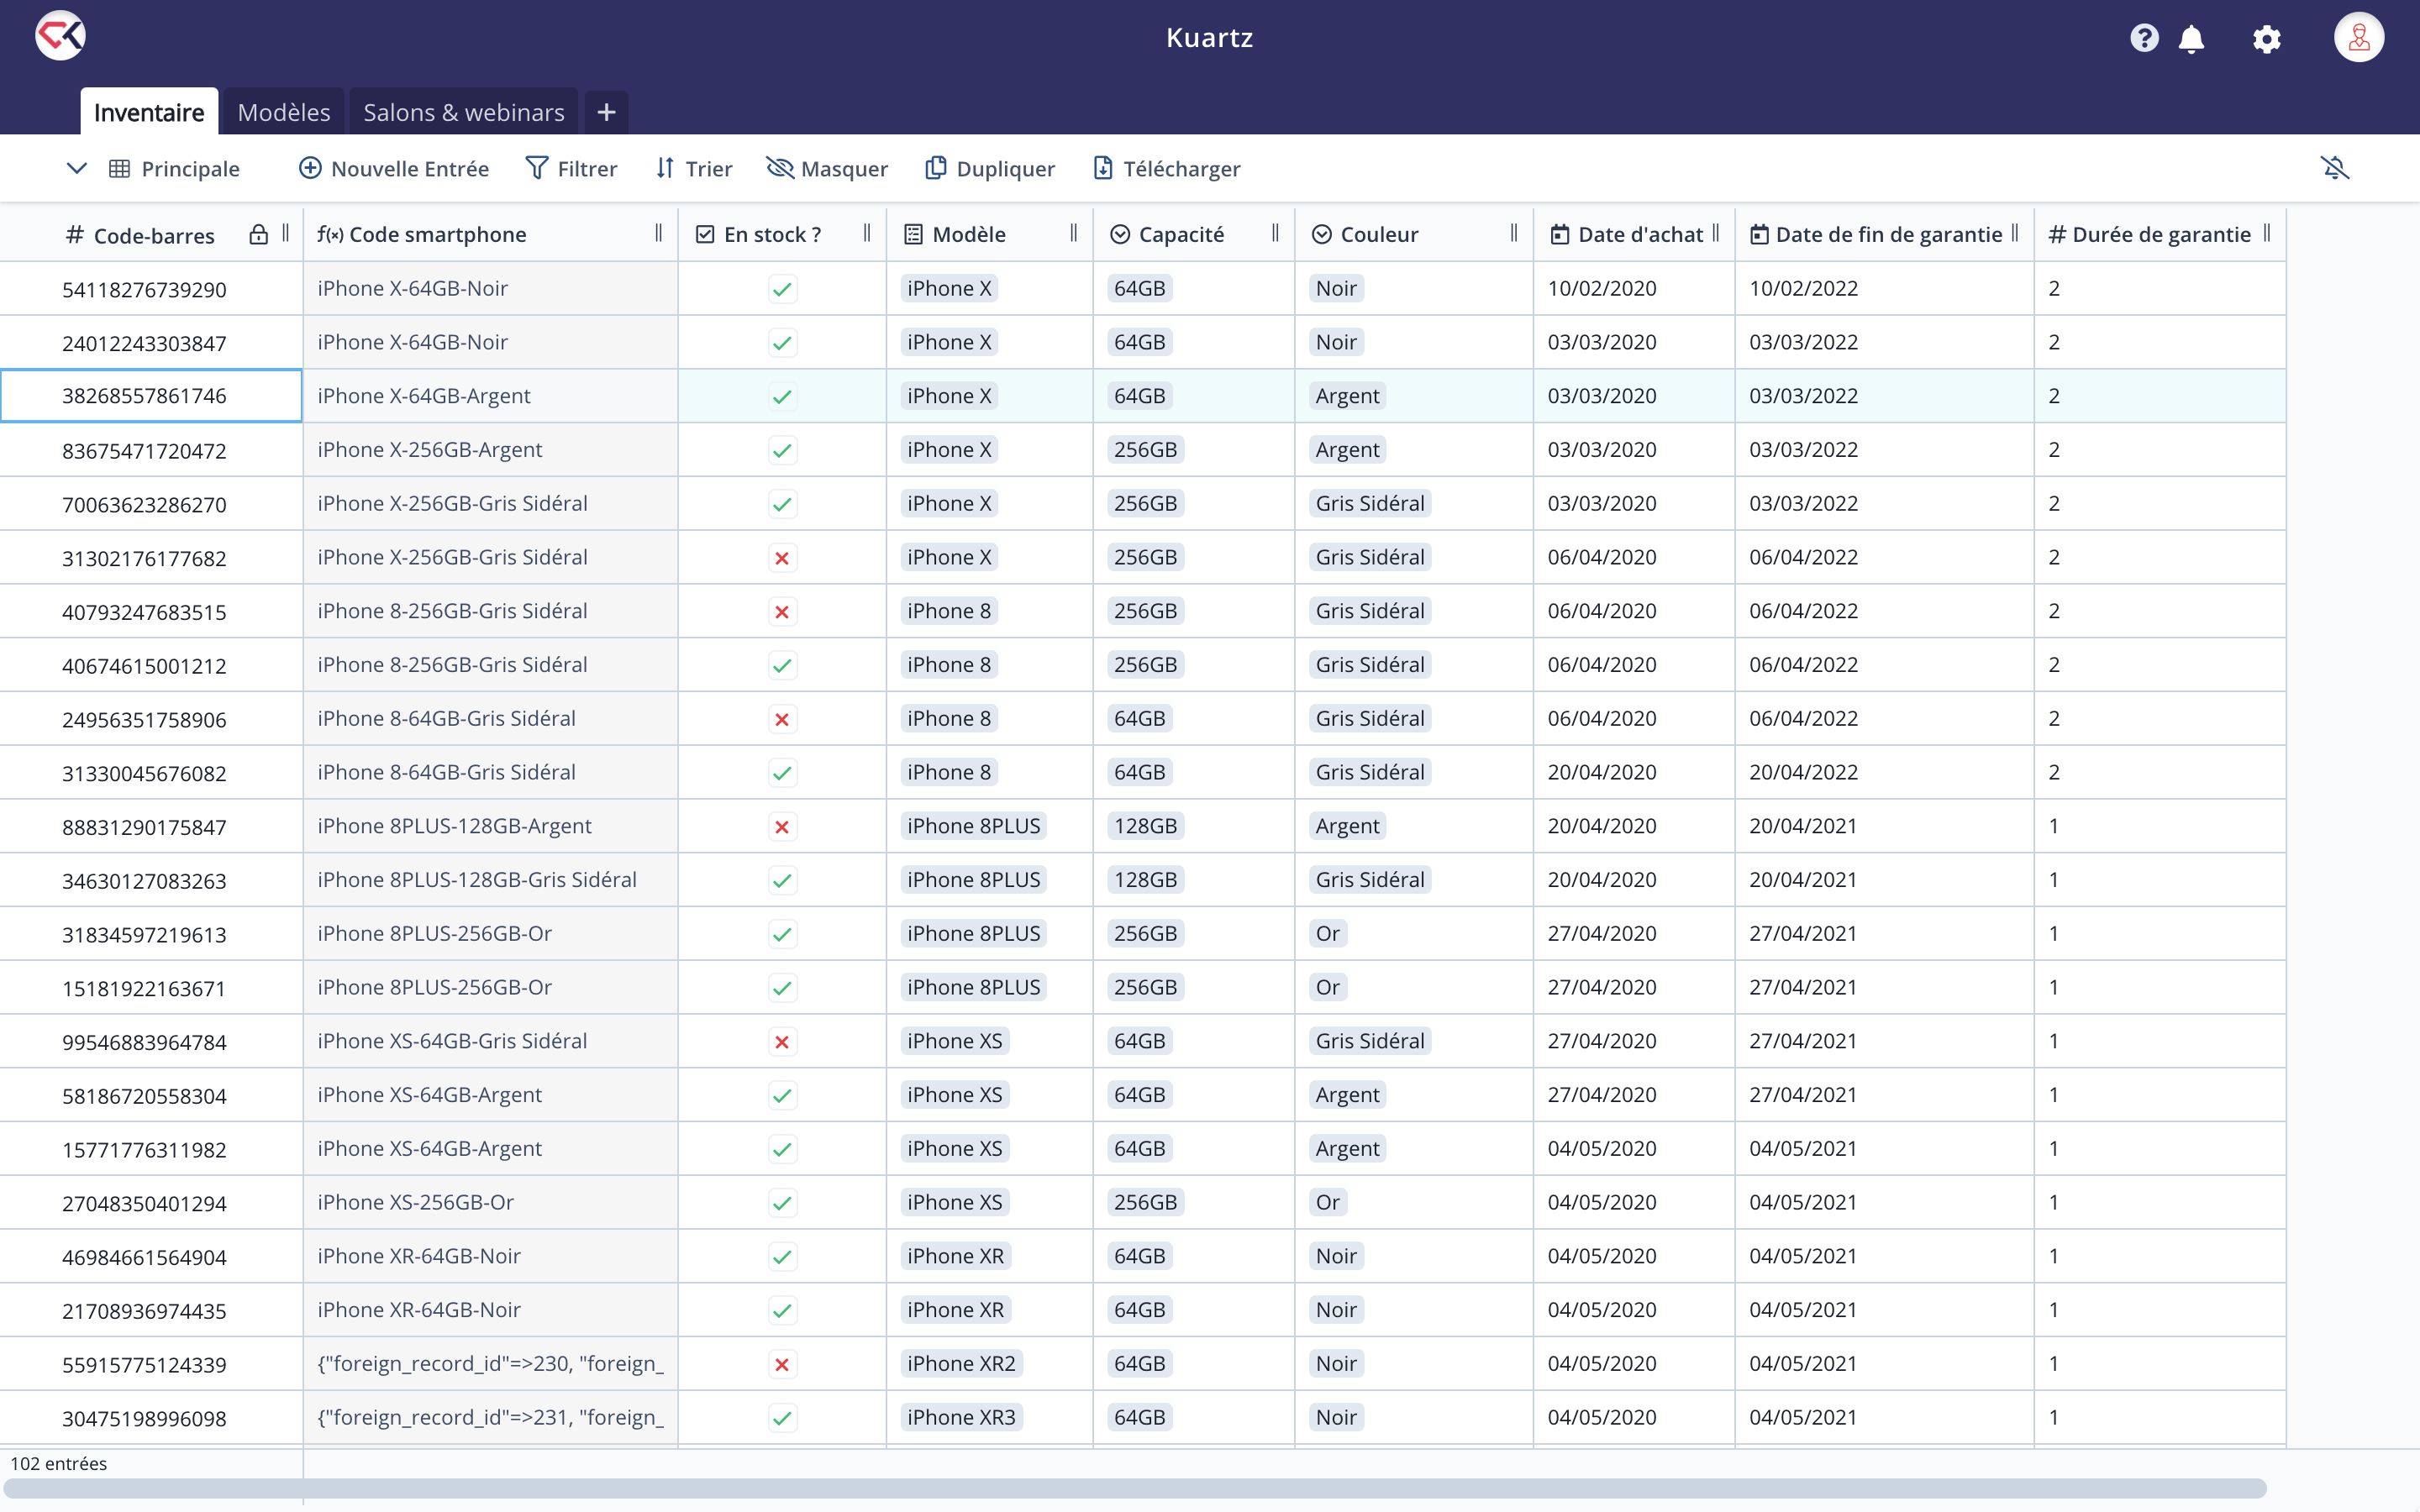 Kuartz
Inventaire Modèles Salons & webinars +
Principale Nouvelle Entrée Filtrer Trier Masquer Dupliquer Télécharger
# Code-barres f(x) Code smartphone En stock ? Modèle Capacité Couleur Date d'achat Date de fin de garantie # Durée de garantie
54118276739290 iPhone X-64GB-Noir iPhone X 64GB Noir 10/02/2020 10/02/2022 2
24012243303847 iPhone X-64GB-Noir iPhone X 64GB Noir 03/03/2020 03/03/2022 2
38268557861746 iPhone X-64GB-Argent iPhone X 64GB Argent 03/03/2020 03/03/2022 2
83675471720472 iPhone X-256GB-Argent iPhone X 256GB Argent 03/03/2020 03/03/2022 2
70063623286270 iPhone X-256GB-Gris Sidéral iPhone X 256GB Gris Sidéral 03/03/2020 03/03/2022 2
31302176177682 iPhone X-256GB-Gris Sidéral iPhone X 256GB Gris Sidéral 06/04/2020 06/04/2022 2
40793247683515 iPhone 8-256GB-Gris Sidéral iPhone 8 256GB Gris Sidéral 06/04/2020 06/04/2022 2
40674615001212 iPhone 8-256GB-Gris Sidéral iPhone 8 256GB Gris Sidéral 06/04/2020 06/04/2022 2
24956351758906 iPhone 8-64GB-Gris Sidéral iPhone 8 64GB Gris Sidéral 06/04/2020 06/04/2022 2
31330045676082 iPhone 8-64GB-Gris Sidéral iPhone 8 64GB Gris Sidéral 20/04/2020 20/04/2022 2
88831290175847 iPhone 8PLUS-128GB-Argent iPhone 8PLUS 128GB Argent 20/04/2020 20/04/2021 1
34630127083263 iPhone 8PLUS-128GB-Gris Sidéral iPhone 8PLUS 128GB Gris Sidéral 20/04/2020 20/04/2021 1
31834597219613 iPhone 8PLUS-256GB-Or iPhone 8PLUS 256GB Or 27/04/2020 27/04/2021 1
15181922163671 iPhone 8PLUS-256GB-Or iPhone 8PLUS 256GB Or 27/04/2020 27/04/2021 1
99546883964784 iPhone XS-64GB-Gris Sidéral iPhone XS 64GB Gris Sidéral 27/04/2020 27/04/2021 1
58186720558304 iPhone XS-64GB-Argent iPhone XS 64GB Argent 27/04/2020 27/04/2021 1
15771776311982 iPhone XS-64GB-Argent iPhone XS 64GB Argent 04/05/2020 04/05/2021 1
27048350401294 iPhone XS-256GB-Or iPhone XS 256GB Or 04/05/2020 04/05/2021 1
46984661564904 iPhone XR-64GB-Noir iPhone XR 64GB Noir 04/05/2020 04/05/2021 1
21708936974435 iPhone XR-64GB-Noir iPhone XR 64GB Noir 04/05/2020 04/05/2021 1
55915775124339 {"foreign_record_id"=>230, "foreign_ iPhone XR2 64GB Noir 04/05/2020 04/05/2021 1
30475198996098 {"foreign_record_id"=>231, "foreign_ iPhone XR3 64GB Noir 04/05/2020 04/05/2021 1
102 entrées